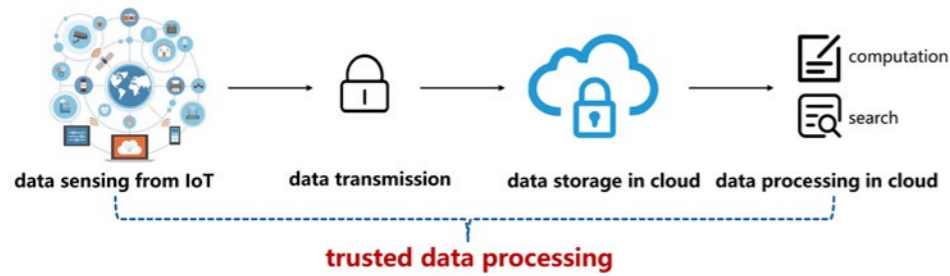 computation
search
data sensing from IoT
data transmission
data storage in cloud
data processing in cloud
trusted data processing